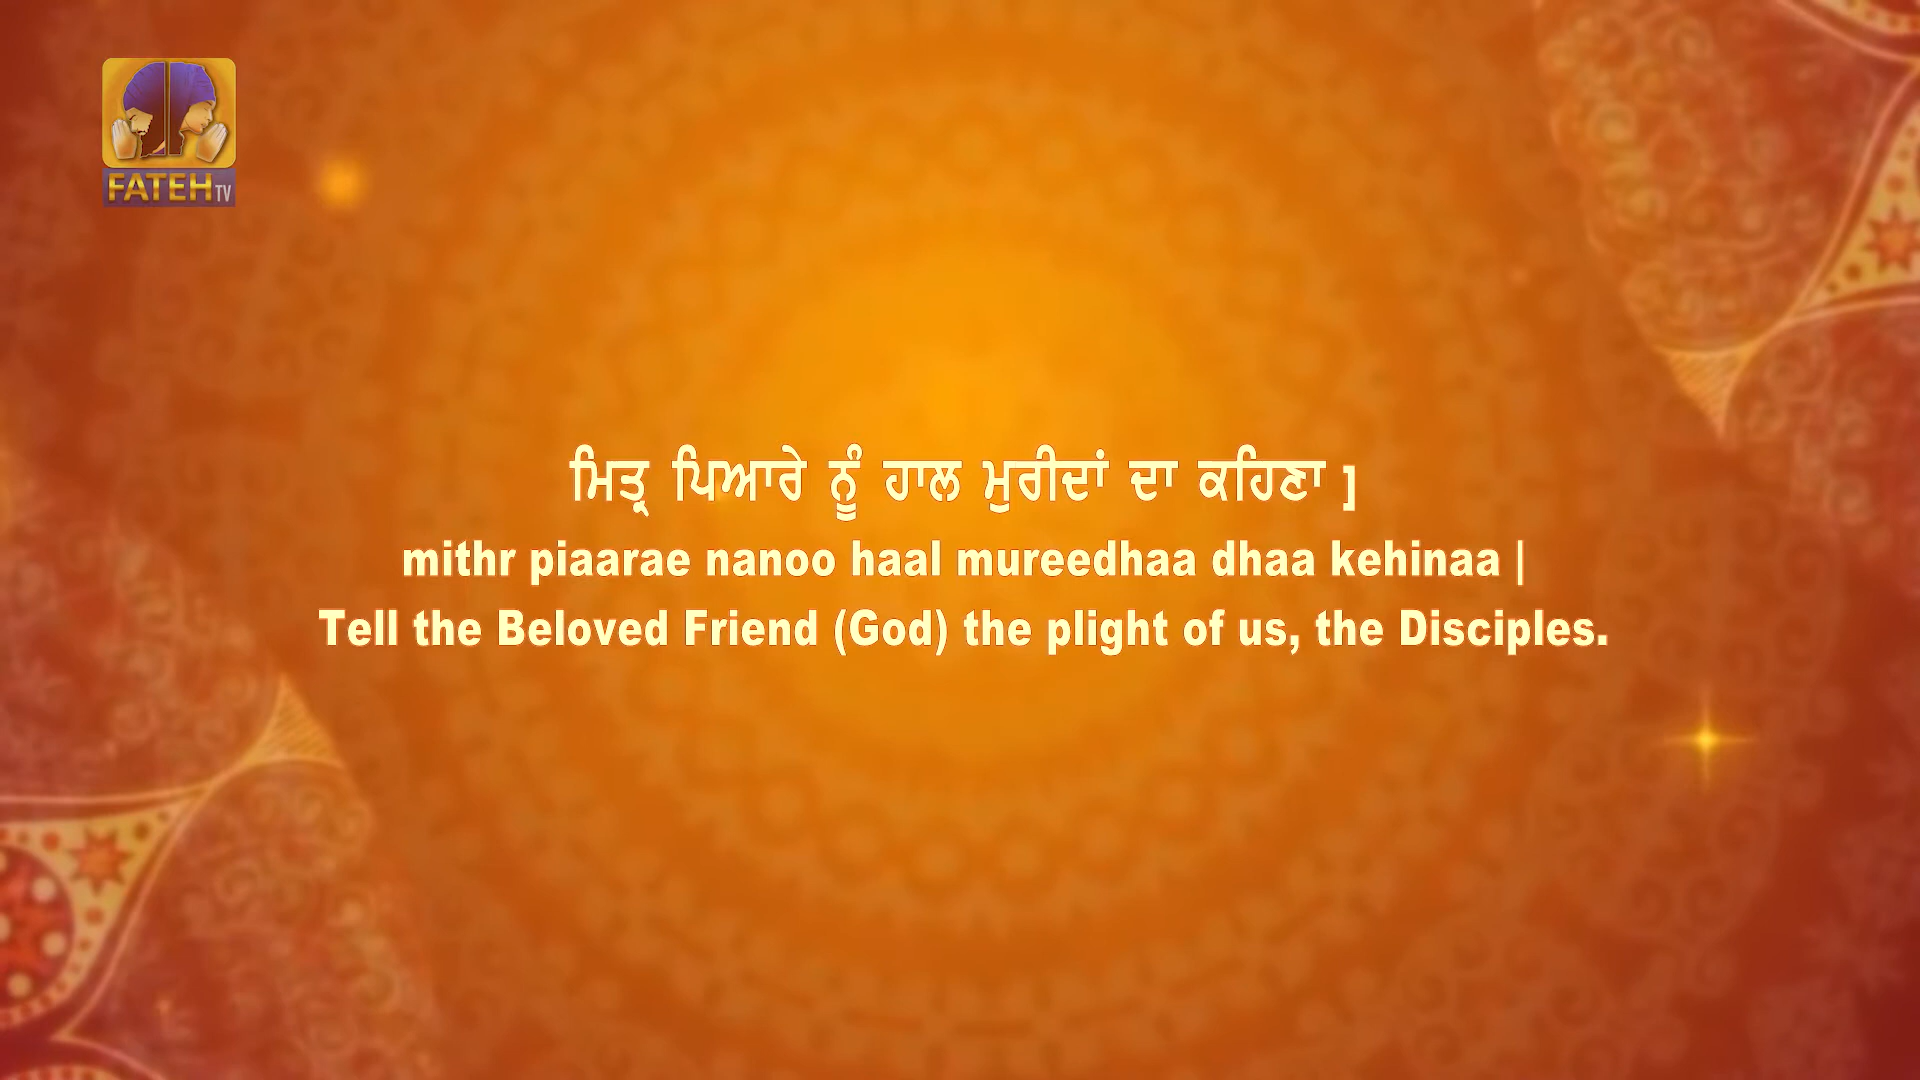 FATEH TV
ਮਿਤ੍ਰ ਪਿਆਰੇ ਨੂੰ ਹਾਲ ਮੁਰੀਦਾਂ ਦਾ ਕਹਿਣਾ ]
mithr piaarae nanoo haal mureedhaa dhaa kehinaa |
Tell the Beloved Friend (God) the plight of us, the Disciples.